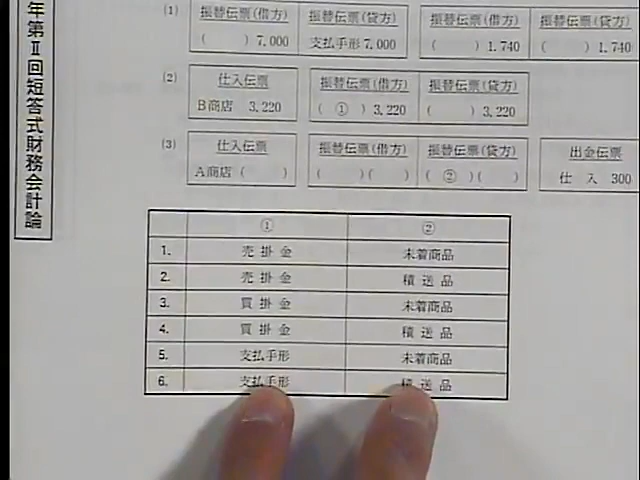 年第Ⅱ回短答式財務会計論
(1)
振替伝票(借方) 振替伝票(貸方) 振替伝票(借方) 振替伝票(貸方)
( ) 7,000 支払手形 7,000 ( ) 1,740 ( ) 1,740
(2)
仕入伝票 振替伝票(借方) 振替伝票(貸方)
B商店 3,220 ( ① ) 3,220 ( ) 3,220
(3)
仕入伝票 振替伝票(借方) 振替伝票(貸方) 出金伝票
A商店 ( ) ( )( ) ( ② )( ) 仕 入 300
① ②
1. 売掛金 未着商品
2. 売掛金 積送品
3. 買掛金 未着商品
4. 買掛金 積送品
5. 支払手形 未着商品
6. 支払手形 積送品